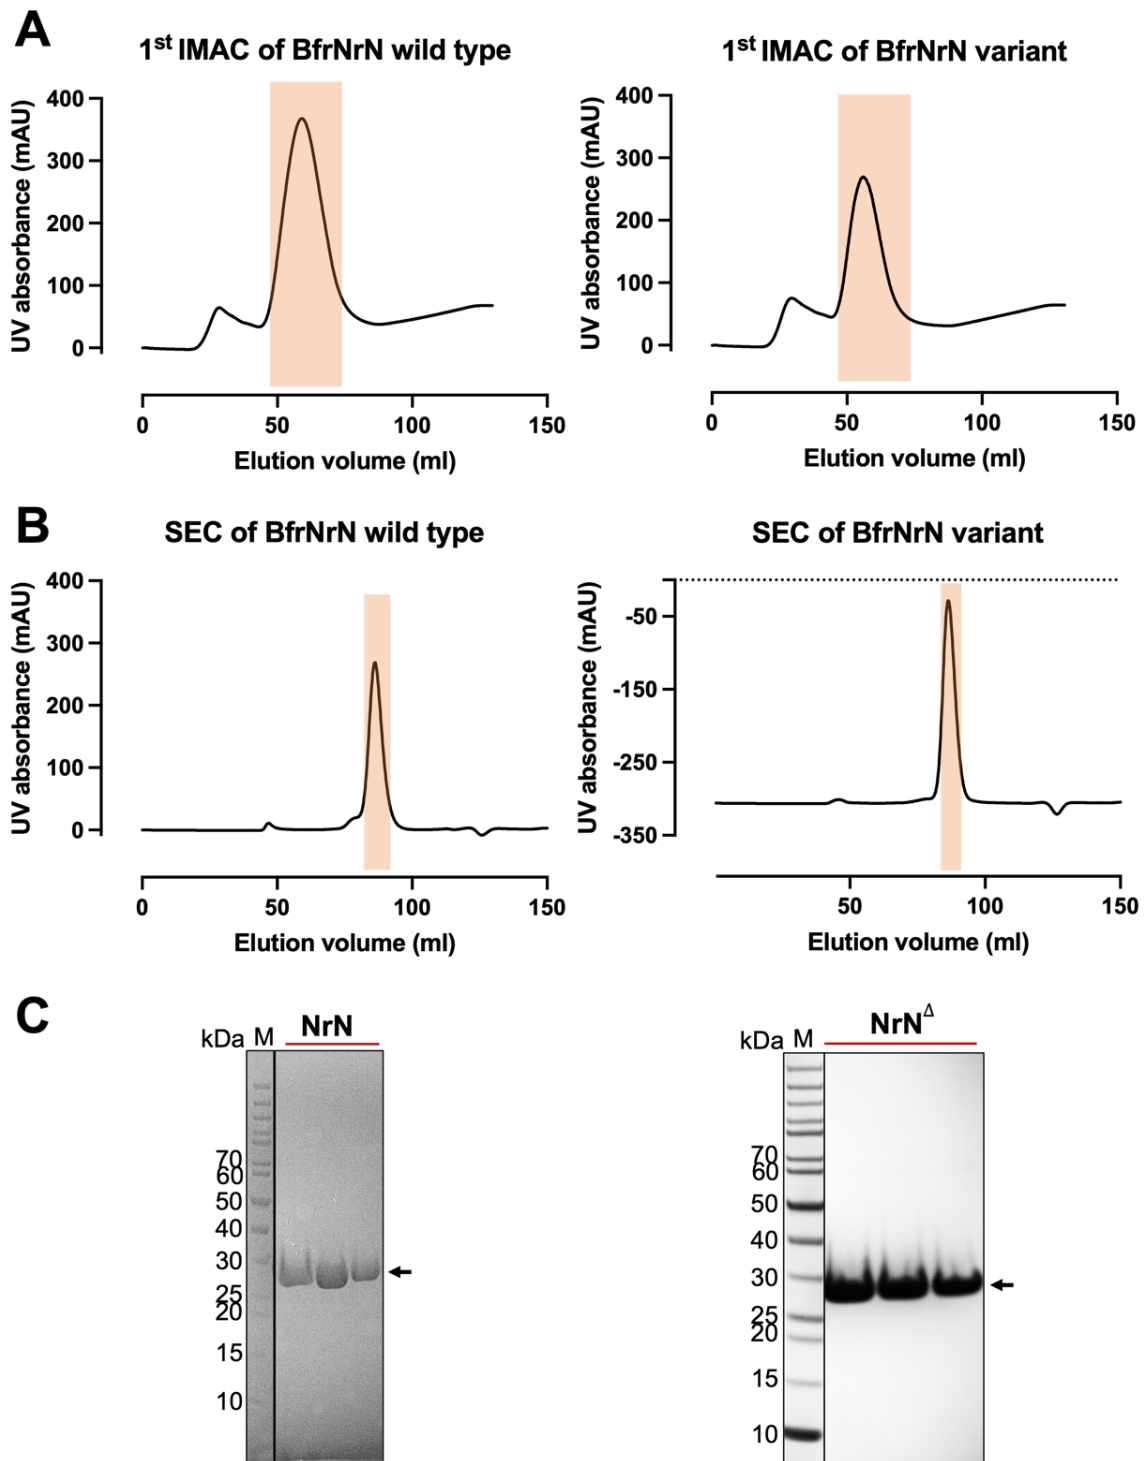 A
1st IMAC of BfrNrN wild type
UV absorbance (mAU)
400
300
200
100
0
0 50 100 150
Elution volume (ml)
1st IMAC of BfrNrN variant
UV absorbance (mAU)
400
300
200
100
0
0 50 100 150
Elution volume (ml)
B
SEC of BfrNrN wild type
UV absorbance (mAU)
400
300
200
100
0
0 50 100 150
Elution volume (ml)
SEC of BfrNrN variant
UV absorbance (mAU)
-50
-150
-250
-350
50 100 150
Elution volume (ml)
C
kDa M NrN
70
60
50
40
30
25
20
15
10
kDa M NrNΔ
70
60
50
40
30
25
20
15
10